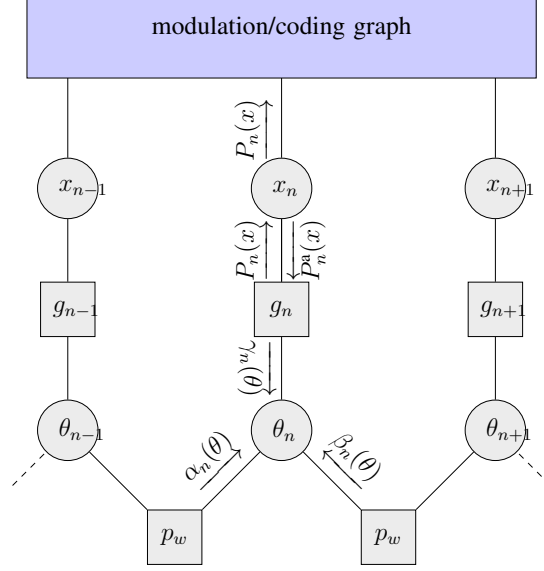 modulation/coding graph
P_n(x)
x_{n-1} x_n x_{n+1}
P_n(x) P_n^a(x)
g_{n-1} g_n g_{n+1}
γ_n(θ)
θ_{n-1} θ_n θ_{n+1}
α_n(θ) β_n(θ)
p_w p_w